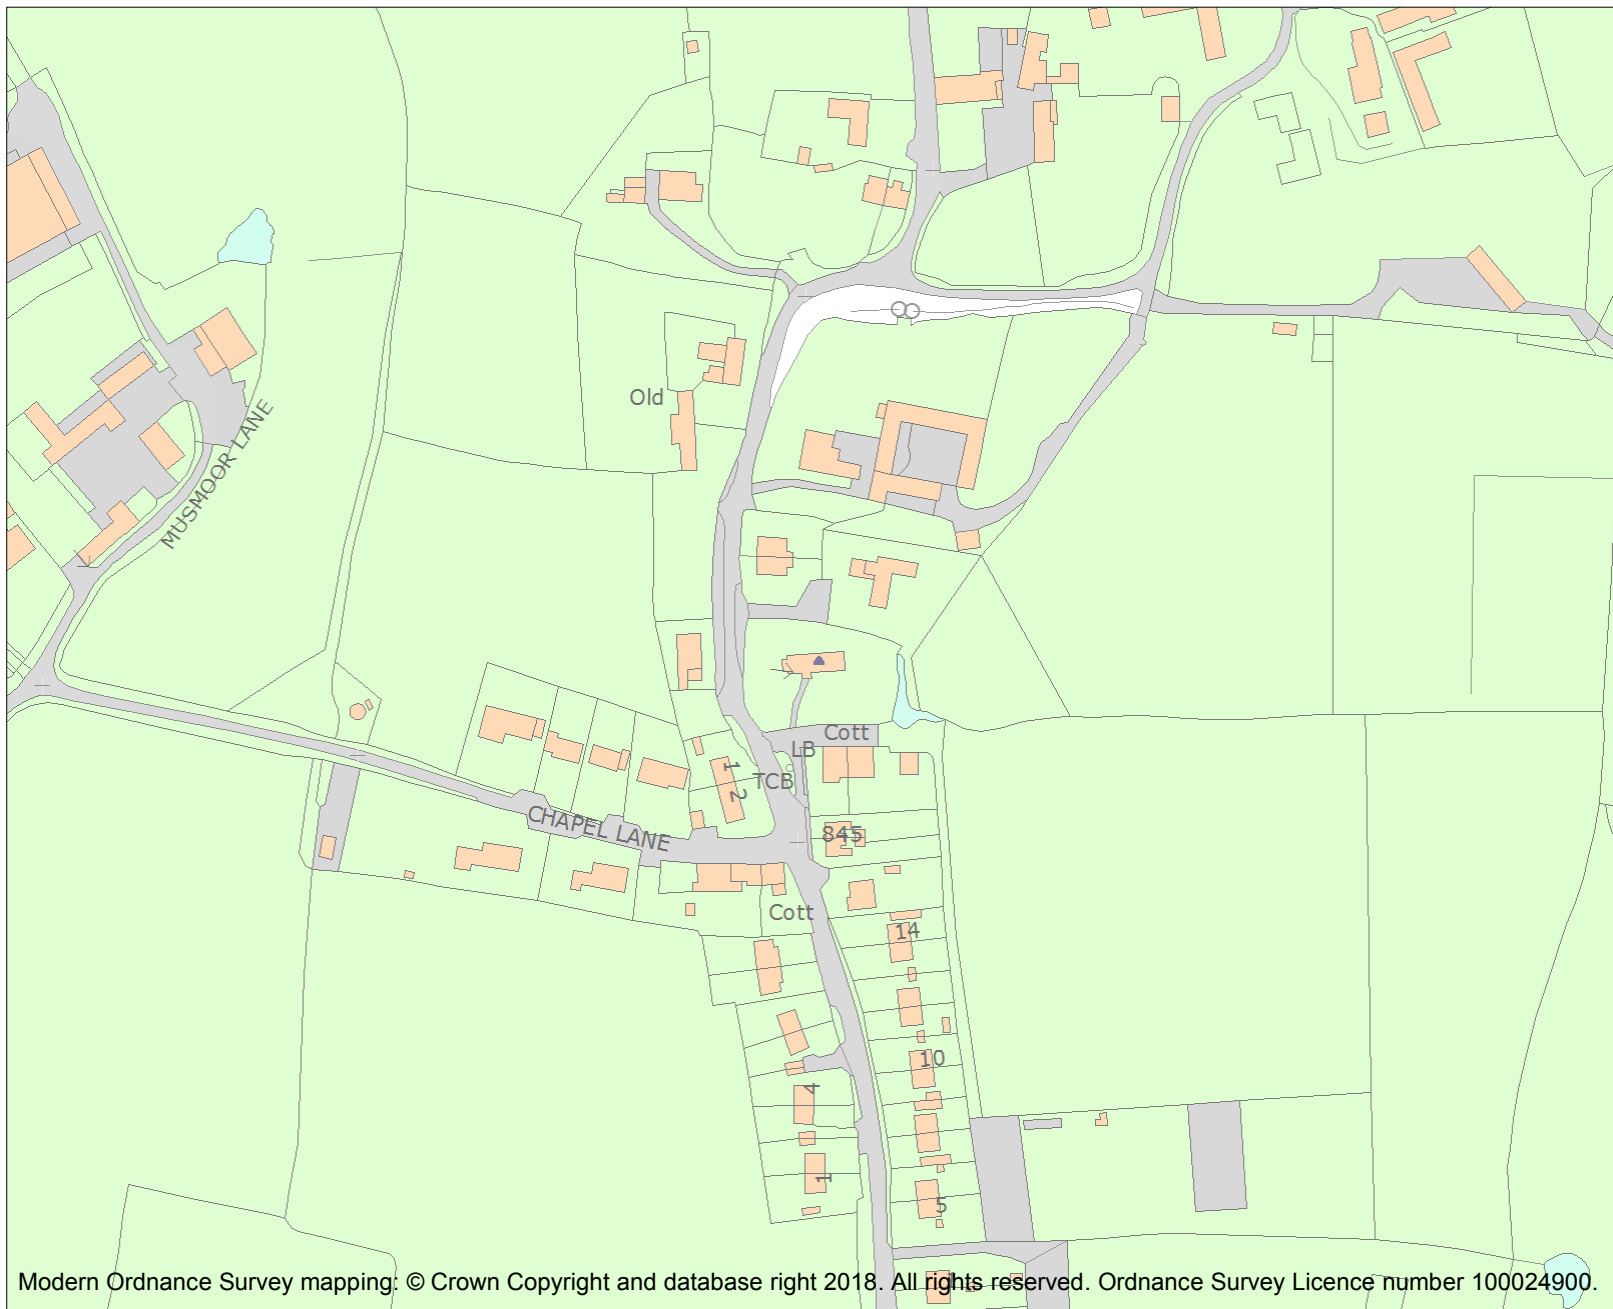 Old
MUSMOOR LANE
Cott
LB
1
TCB
2
CHAPEL LANE
845
Cott
14
10
4
1
5
Modern Ordnance Survey mapping: © Crown Copyright and database right 2018. All rights reserved. Ordnance Survey Licence number 100024900.